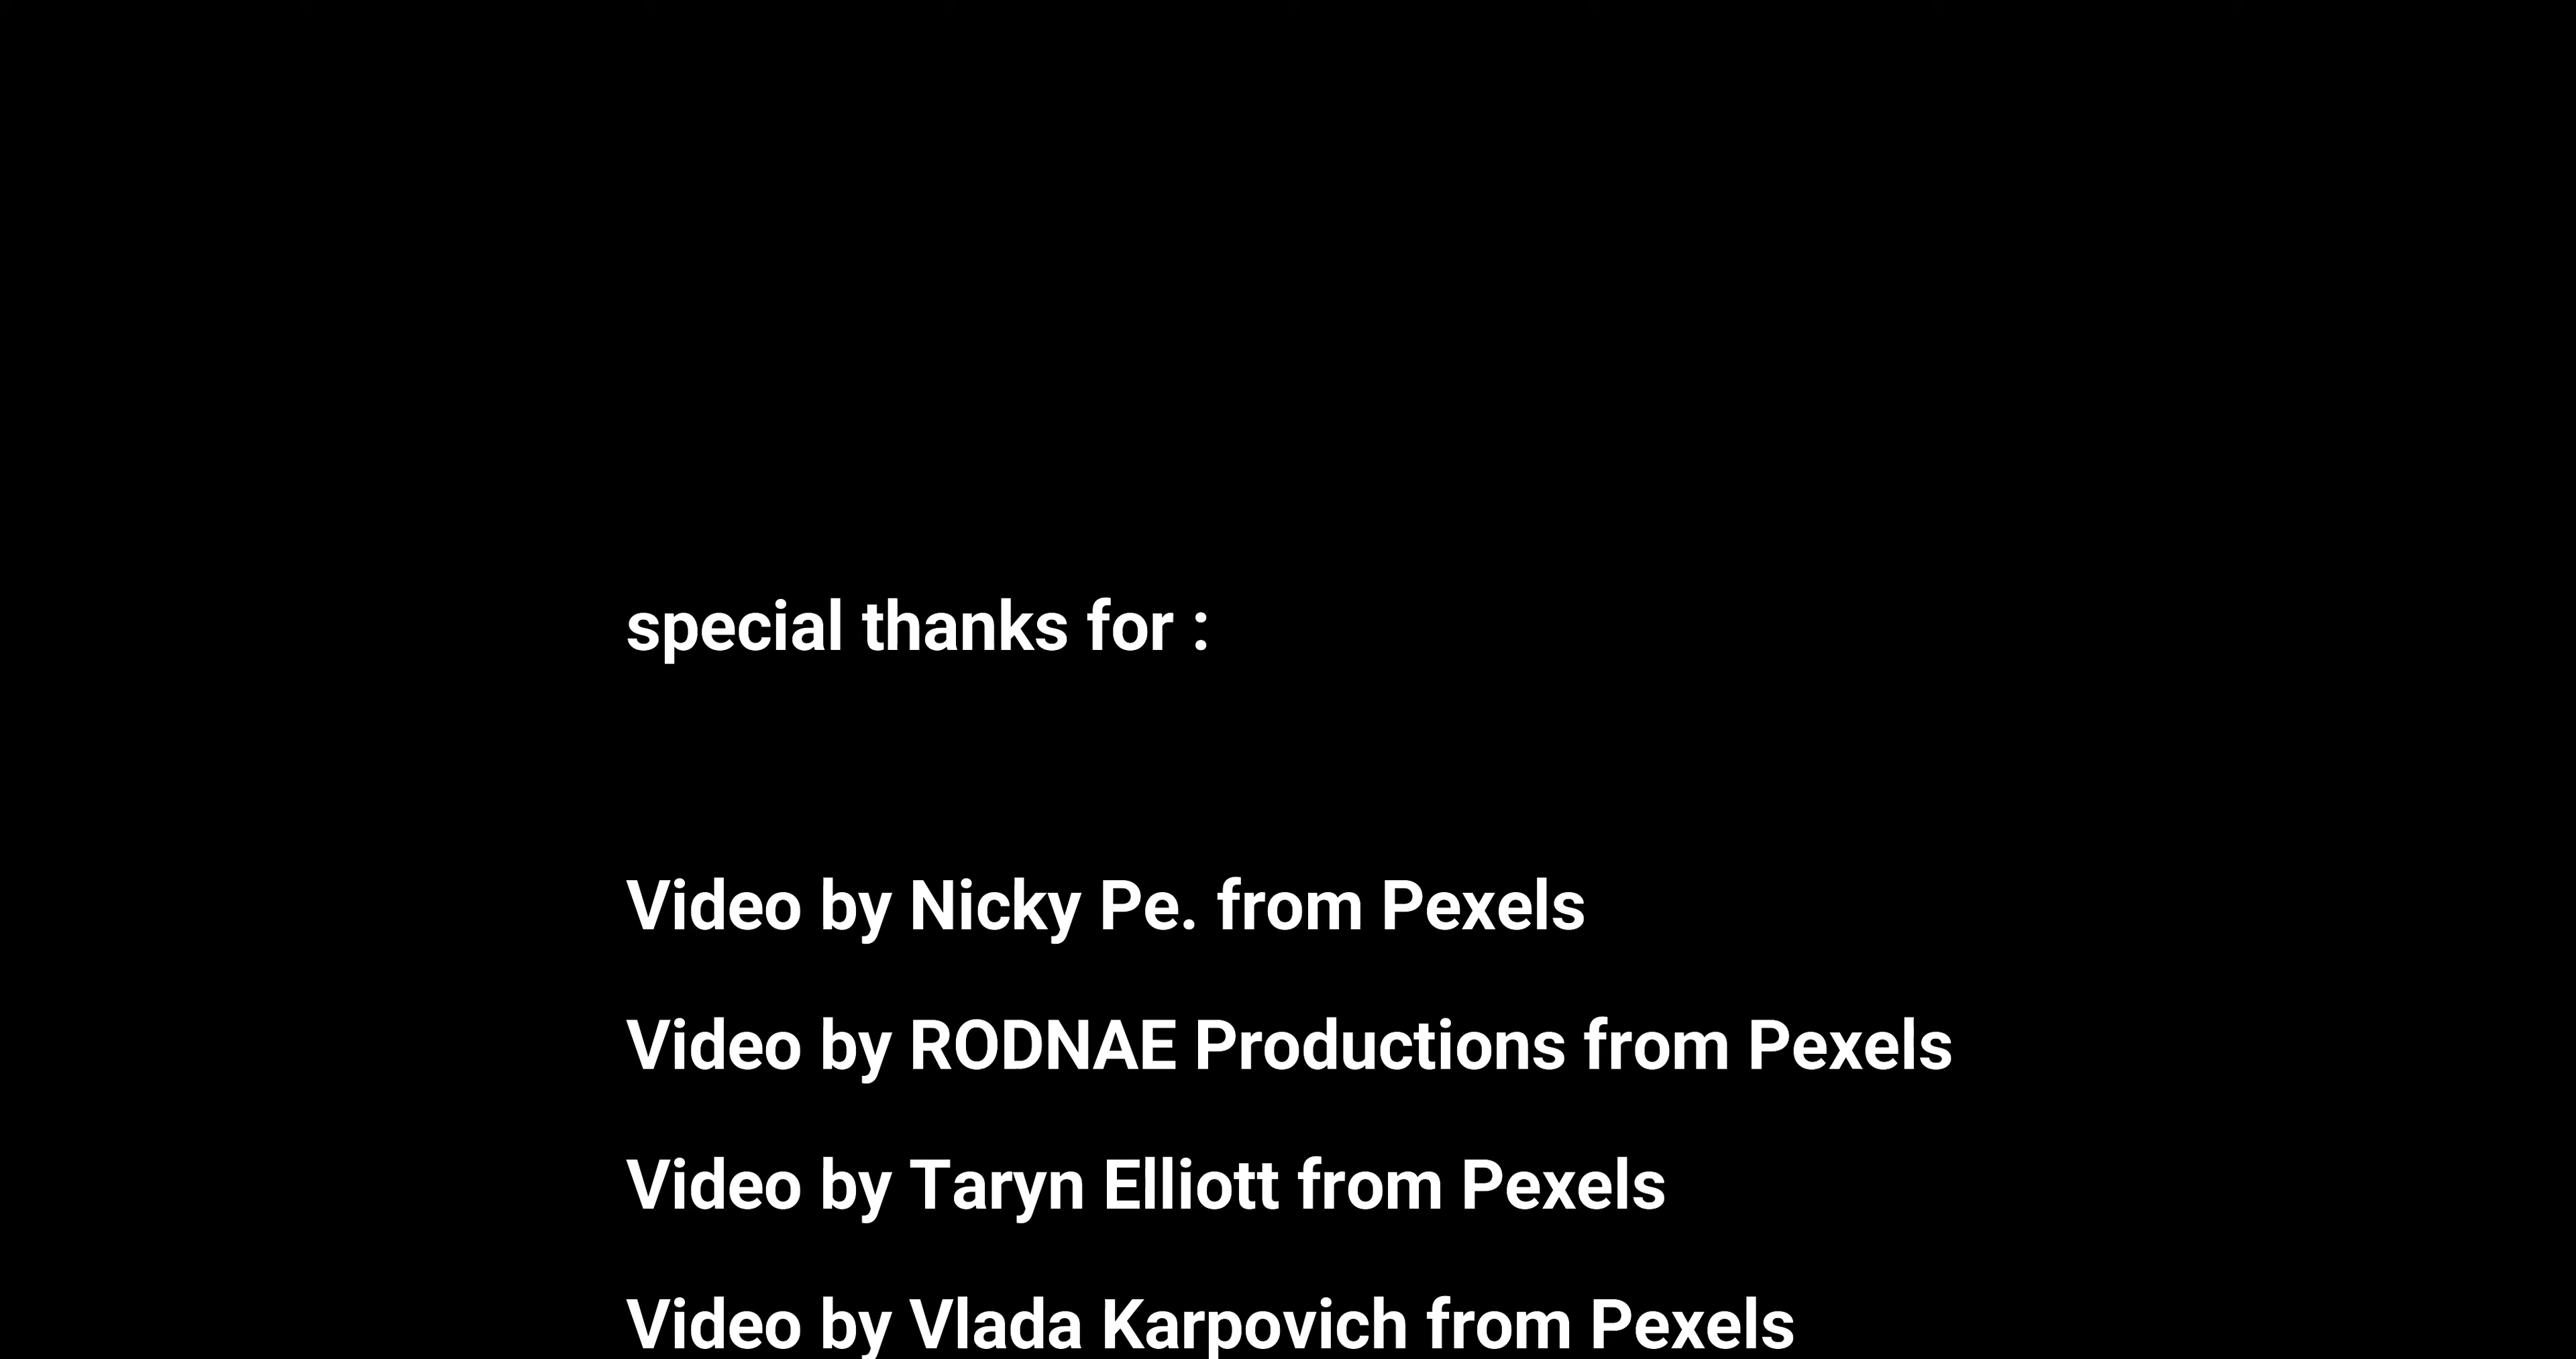 special thanks for :
Video by Nicky Pe. from Pexels
Video by RODNAE Productions from Pexels
Video by Taryn Elliott from Pexels
Video by Vlada Karpovich from Pexels